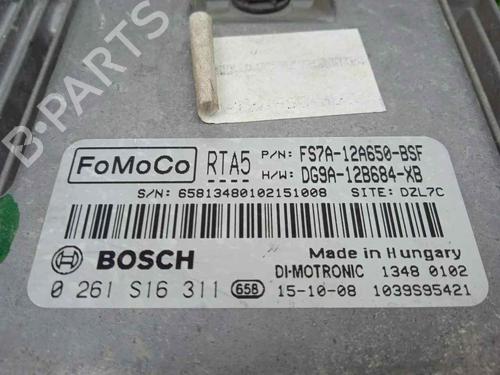 FoMoCo RTA5 P/N: FS7A-12A650-BSF
H/W: DG9A-12B684-XB
S/N: 65813480102151008 SITE: DZL7C
BOSCH Made in Hungary
DI-MOTRONIC 1348 0102
0 261 S16 311 658 15-10-08 1039S95421
B-PARTS